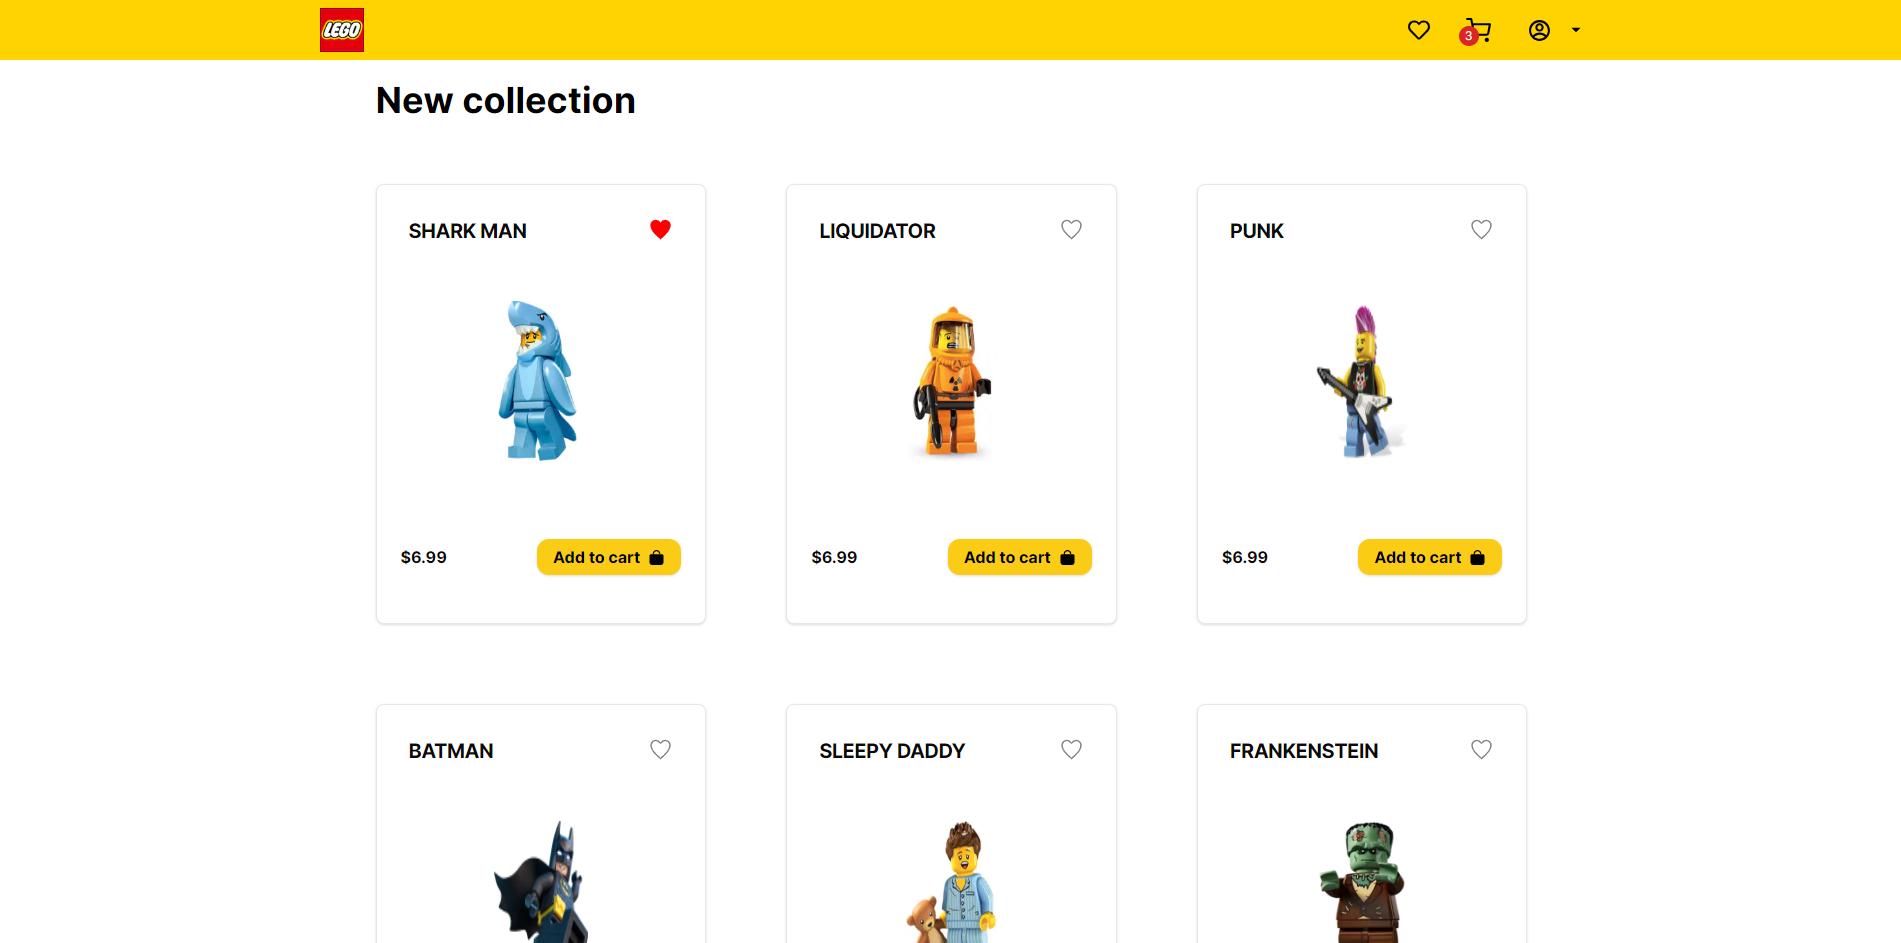 LEGO
3
New collection
SHARK MAN
LIQUIDATOR
PUNK
$6.99
Add to cart
$6.99
Add to cart
$6.99
Add to cart
BATMAN
SLEEPY DADDY
FRANKENSTEIN